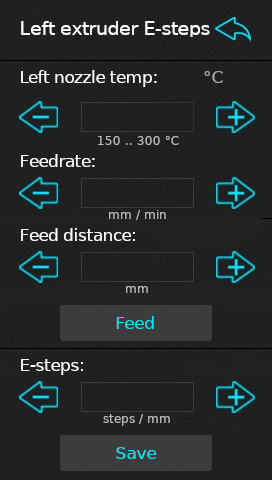 Left extruder E-steps
Left nozzle temp: °C
150 .. 300 °C
Feedrate:
mm / min
Feed distance:
mm
Feed
E-steps:
steps / mm
Save